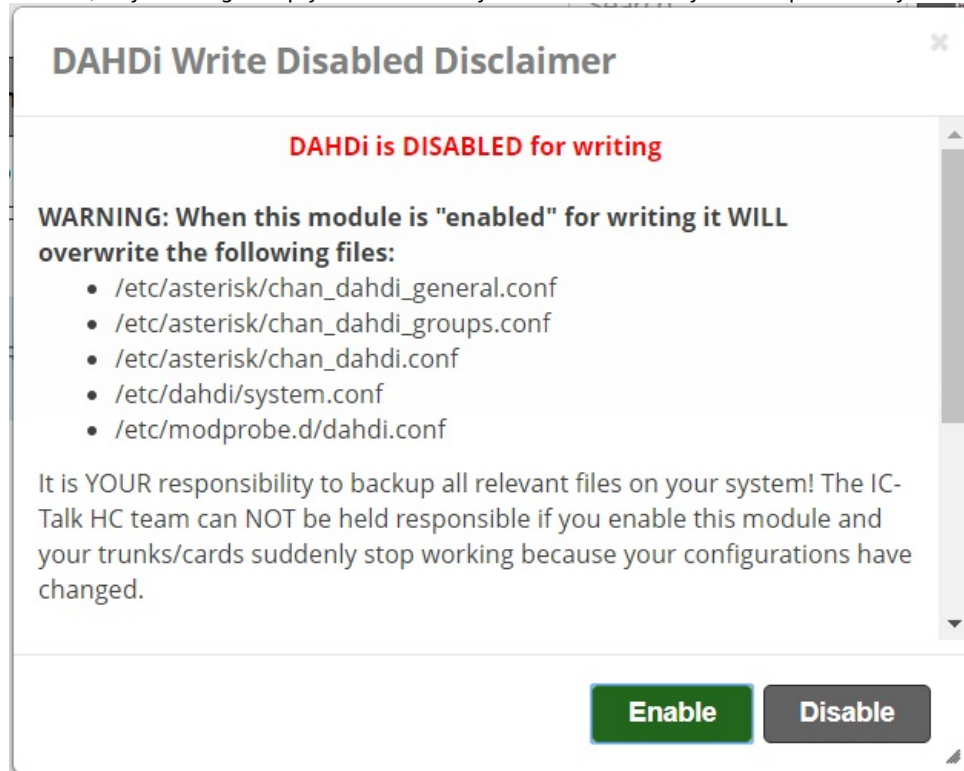 DAHDi Write Disabled Disclaimer
DAHDi is DISABLED for writing
WARNING: When this module is "enabled" for writing it WILL
overwrite the following files:
• /etc/asterisk/chan_dahdi_general.conf
• /etc/asterisk/chan_dahdi_groups.conf
• /etc/asterisk/chan_dahdi.conf
• /etc/dahdi/system.conf
• /etc/modprobe.d/dahdi.conf
It is YOUR responsibility to backup all relevant files on your system! The IC-
Talk HC team can NOT be held responsible if you enable this module and
your trunks/cards suddenly stop working because your configurations have
changed.
Enable
Disable